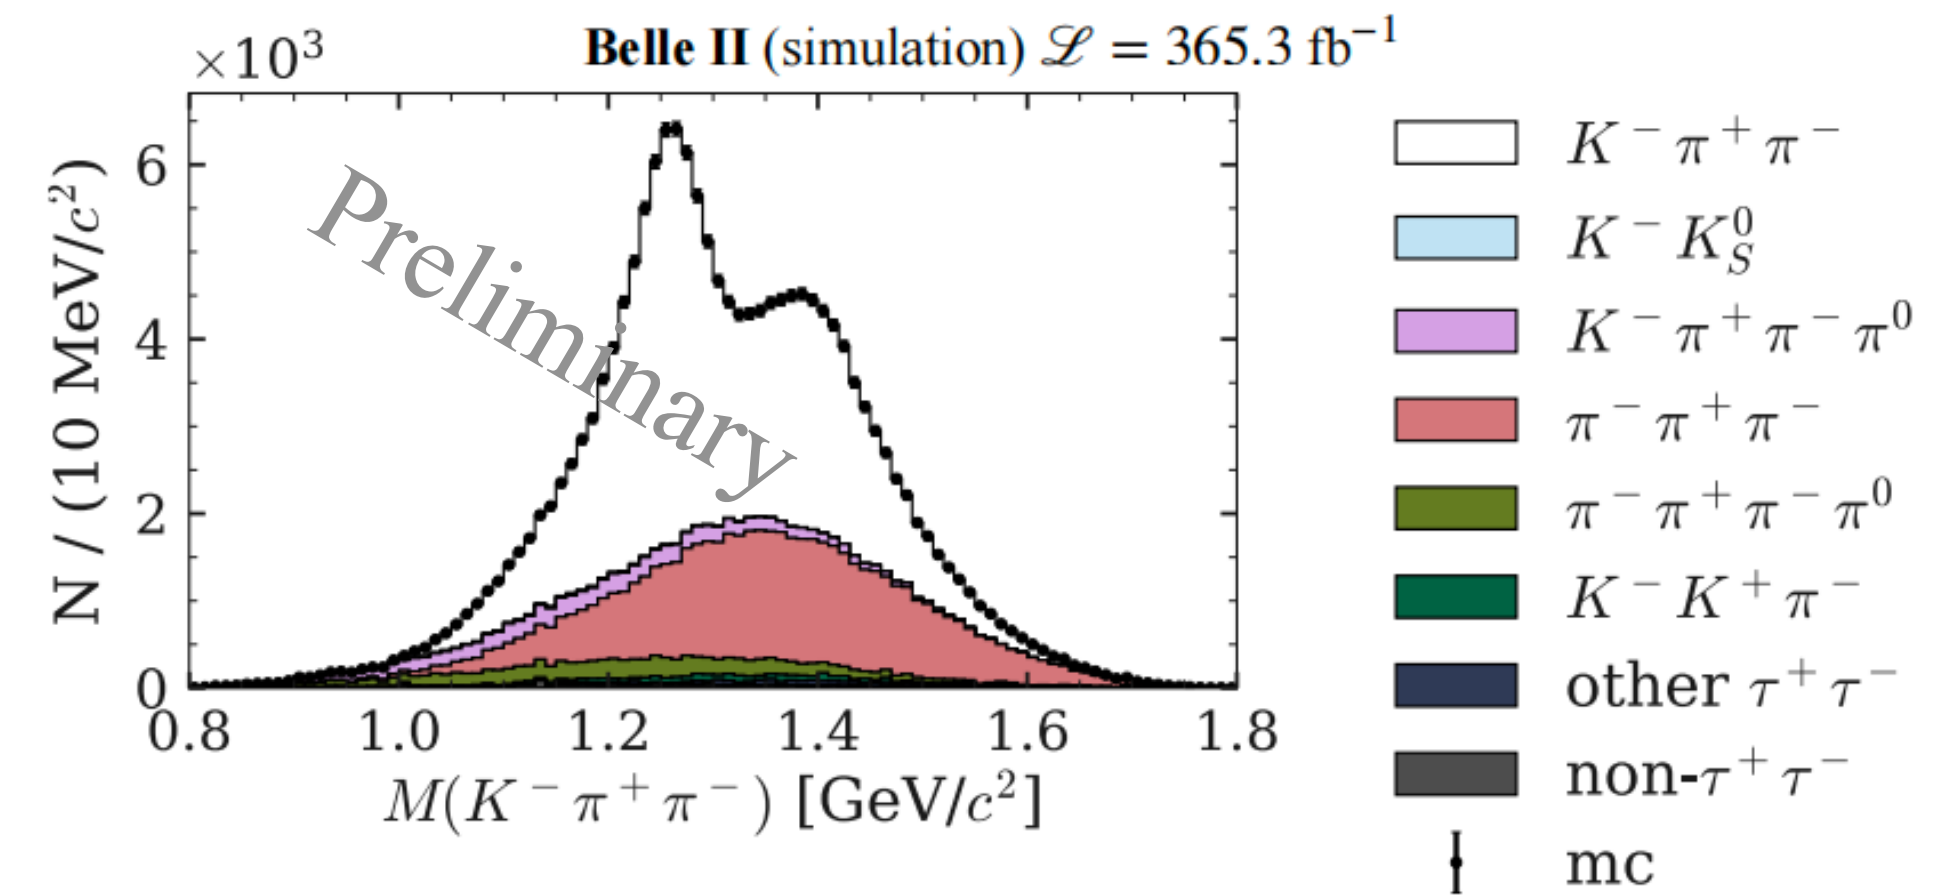 ×10³
Belle II (simulation) ℒ = 365.3 fb⁻¹
N / (10 MeV/c²)
6
4
2
0
Preliminary
0.8 1.0 1.2 1.4 1.6 1.8
M(K⁻π⁺π⁻) [GeV/c²]
K⁻π⁺π⁻
K⁻K_S⁰
K⁻π⁺π⁻π⁰
π⁻π⁺π⁻
π⁻π⁺π⁻π⁰
K⁻K⁺π⁻
other τ⁺τ⁻
non-τ⁺τ⁻
mc